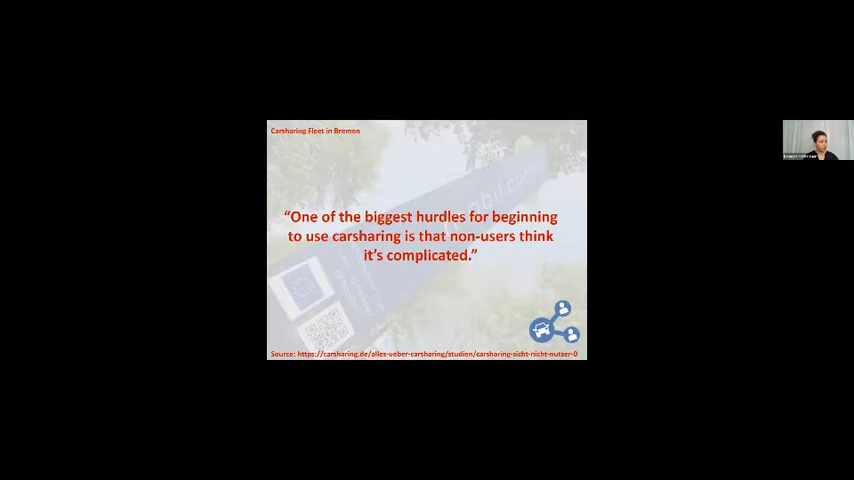 Carsharing Fleet in Bremen
“One of the biggest hurdles for beginning
to use carsharing is that non-users think
it’s complicated.”
Source: https://carsharing.de/alles-ueber-carsharing/studien/carsharing-sicht-nicht-nutzer-0